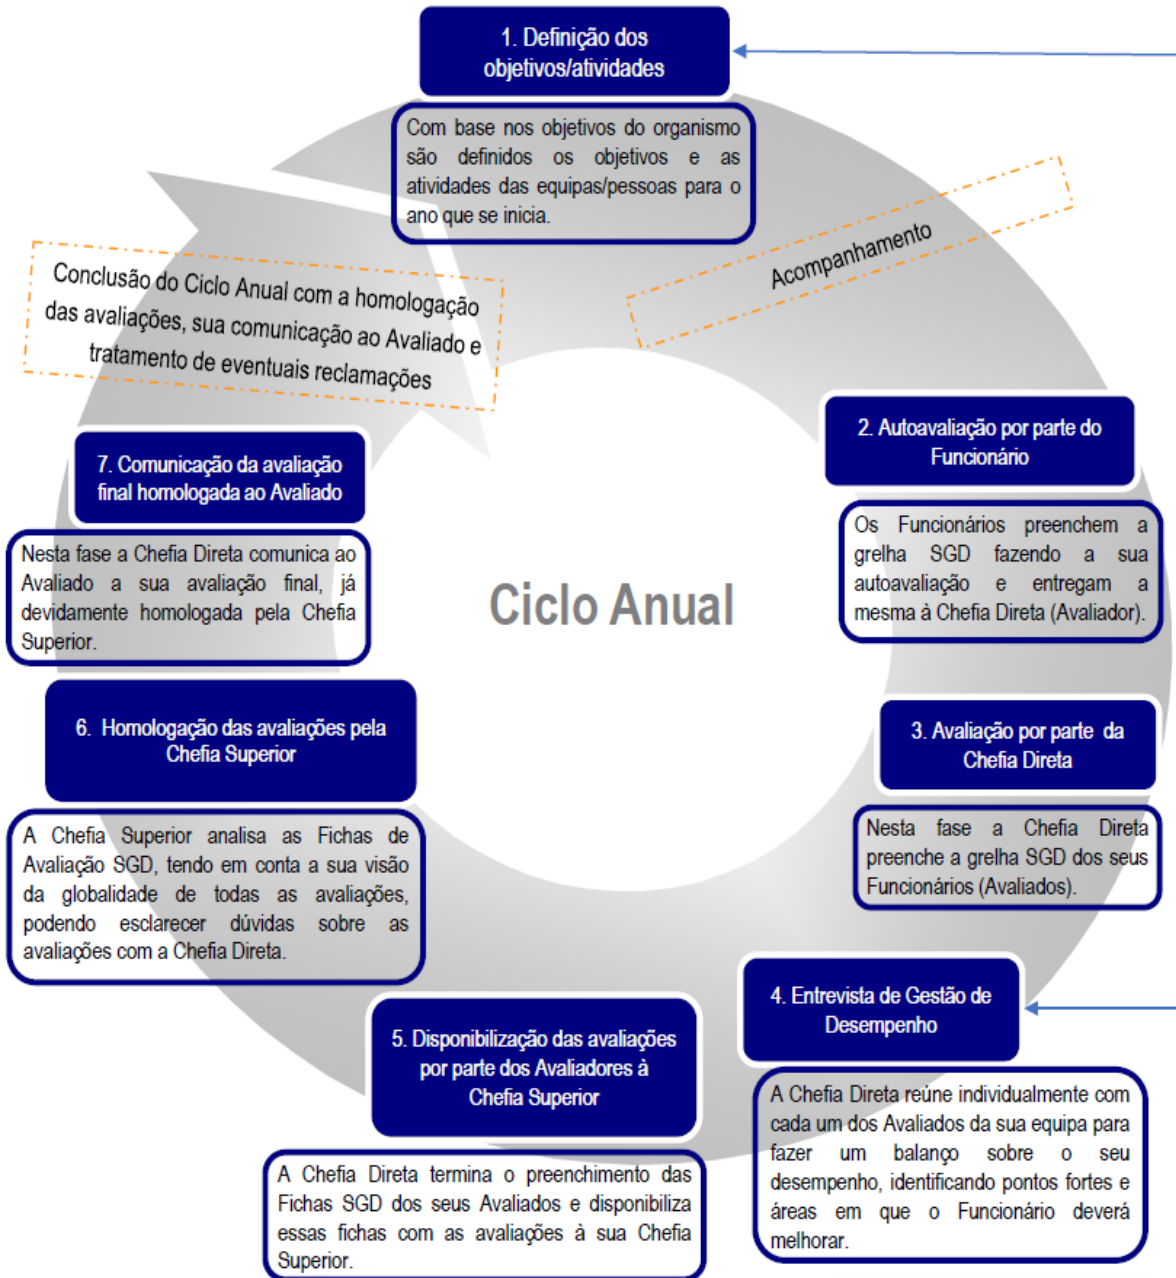 1. Definição dos
objetivos/atividades
Com base nos objetivos do organismo
são definidos os objetivos e as
atividades das equipas/pessoas para o
ano que se inicia.
Acompanhamento
2. Autoavaliação por parte do
Funcionário
Os Funcionários preenchem a
grelha SGD fazendo a sua
autoavaliação e entregam a
mesma à Chefia Direta (Avaliador).
3. Avaliação por parte da
Chefia Direta
Nesta fase a Chefia Direta
preenche a grelha SGD dos seus
Funcionários (Avaliados).
4. Entrevista de Gestão de
Desempenho
A Chefia Direta reúne individualmente com
cada um dos Avaliados da sua equipa para
fazer um balanço sobre o seu
desempenho, identificando pontos fortes e
áreas em que o Funcionário deverá
melhorar.
5. Disponibilização das avaliações
por parte dos Avaliadores à
Chefia Superior
A Chefia Direta termina o preenchimento das
Fichas SGD dos seus Avaliados e disponibiliza
essas fichas com as avaliações à sua Chefia
Superior.
6. Homologação das avaliações pela
Chefia Superior
A Chefia Superior analisa as Fichas de
Avaliação SGD, tendo em conta a sua visão
da globalidade de todas as avaliações,
podendo esclarecer dúvidas sobre as
avaliações com a Chefia Direta.
7. Comunicação da avaliação
final homologada ao Avaliado
Nesta fase a Chefia Direta comunica ao
Avaliado a sua avaliação final, já
devidamente homologada pela Chefia
Superior.
Conclusão do Ciclo Anual com a homologação
das avaliações, sua comunicação ao Avaliado e
tratamento de eventuais reclamações
Ciclo Anual